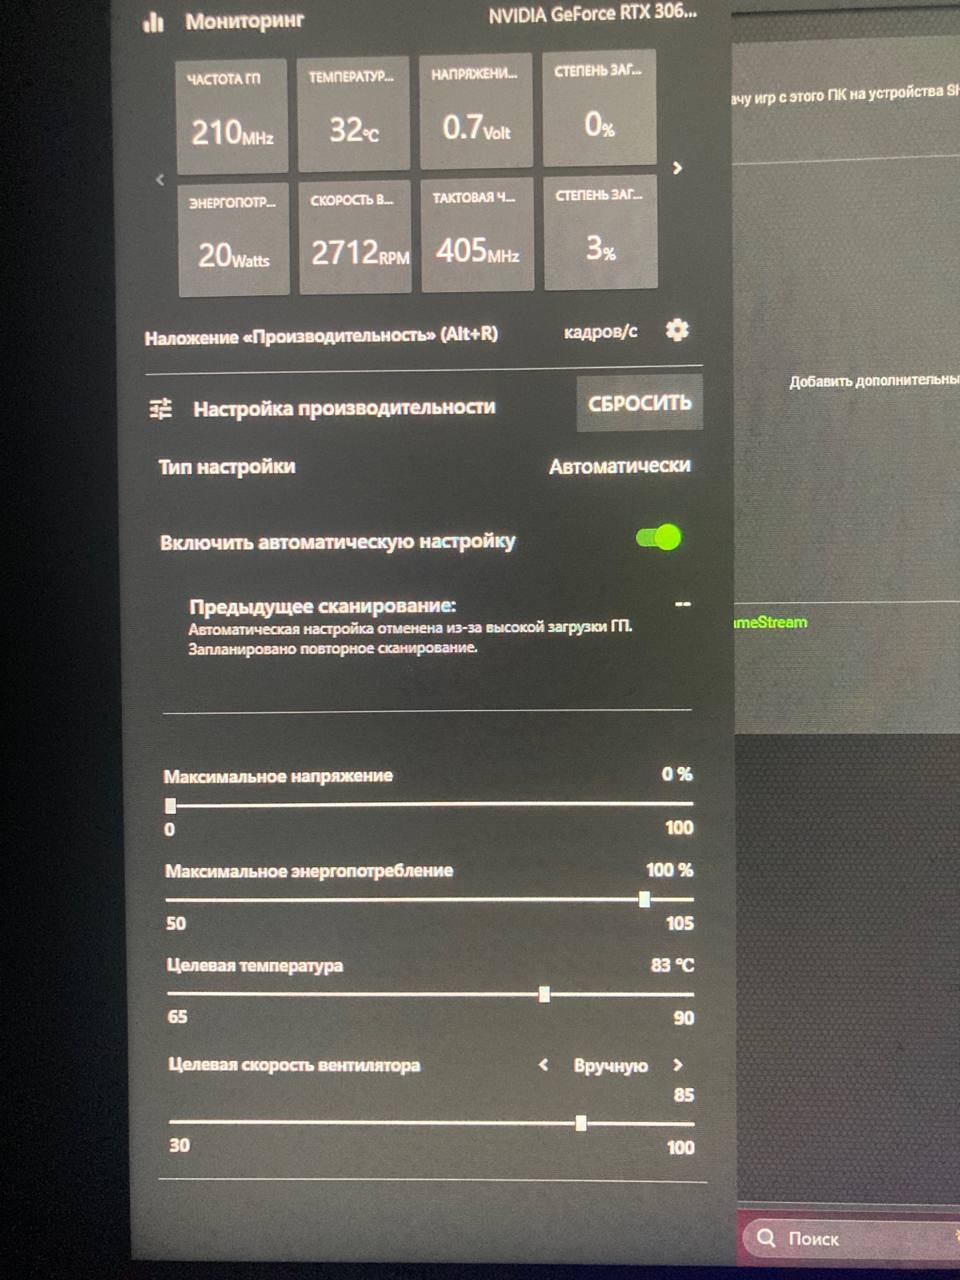 Мониторинг
NVIDIA GeForce RTX 306...
ЧАСТОТА ГП
ТЕМПЕРАТУР...
НАПРЯЖЕНИ...
СТЕПЕНЬ ЗАГ...
210MHz
32°C
0.7Volt
0%
ЭНЕРГОПОТР...
СКОРОСТЬ В...
ТАКТОВАЯ Ч...
СТЕПЕНЬ ЗАГ...
20Watts
2712RPM
405MHz
3%
Наложение «Производительность» (Alt+R)
кадров/с
Настройка производительности
СБРОСИТЬ
Тип настройки
Автоматически
Включить автоматическую настройку
Предыдущее сканирование:
--
Автоматическая настройка отменена из-за высокой загрузки ГП.
Запланировано повторное сканирование.
Максимальное напряжение
0 %
0
100
Максимальное энергопотребление
100 %
50
105
Целевая температура
83 °C
65
90
Целевая скорость вентилятора
< Вручную >
85
30
100
ачу игр с этого ПК на устройства SH
Добавить дополнительны
meStream
Поиск